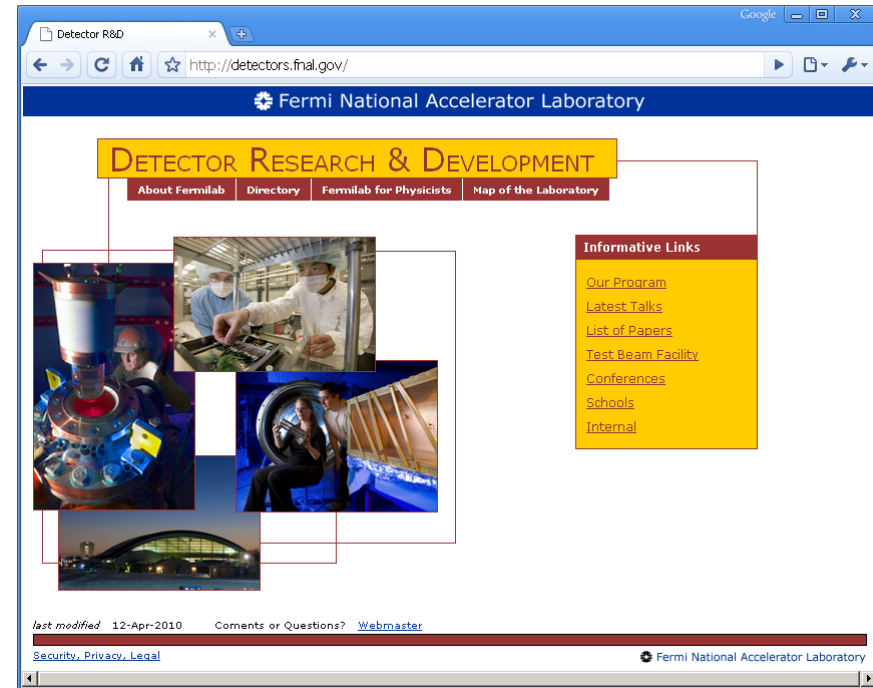 Google
Detector R&D
http://detectors.fnal.gov/
Fermi National Accelerator Laboratory
DETECTOR RESEARCH & DEVELOPMENT
About Fermilab Directory Fermilab for Physicists Map of the Laboratory
Informative Links
Our Program
Latest Talks
List of Papers
Test Beam Facility
Conferences
Schools
Internal
last modified 12-Apr-2010 Coments or Questions? Webmaster
Security, Privacy, Legal
Fermi National Accelerator Laboratory